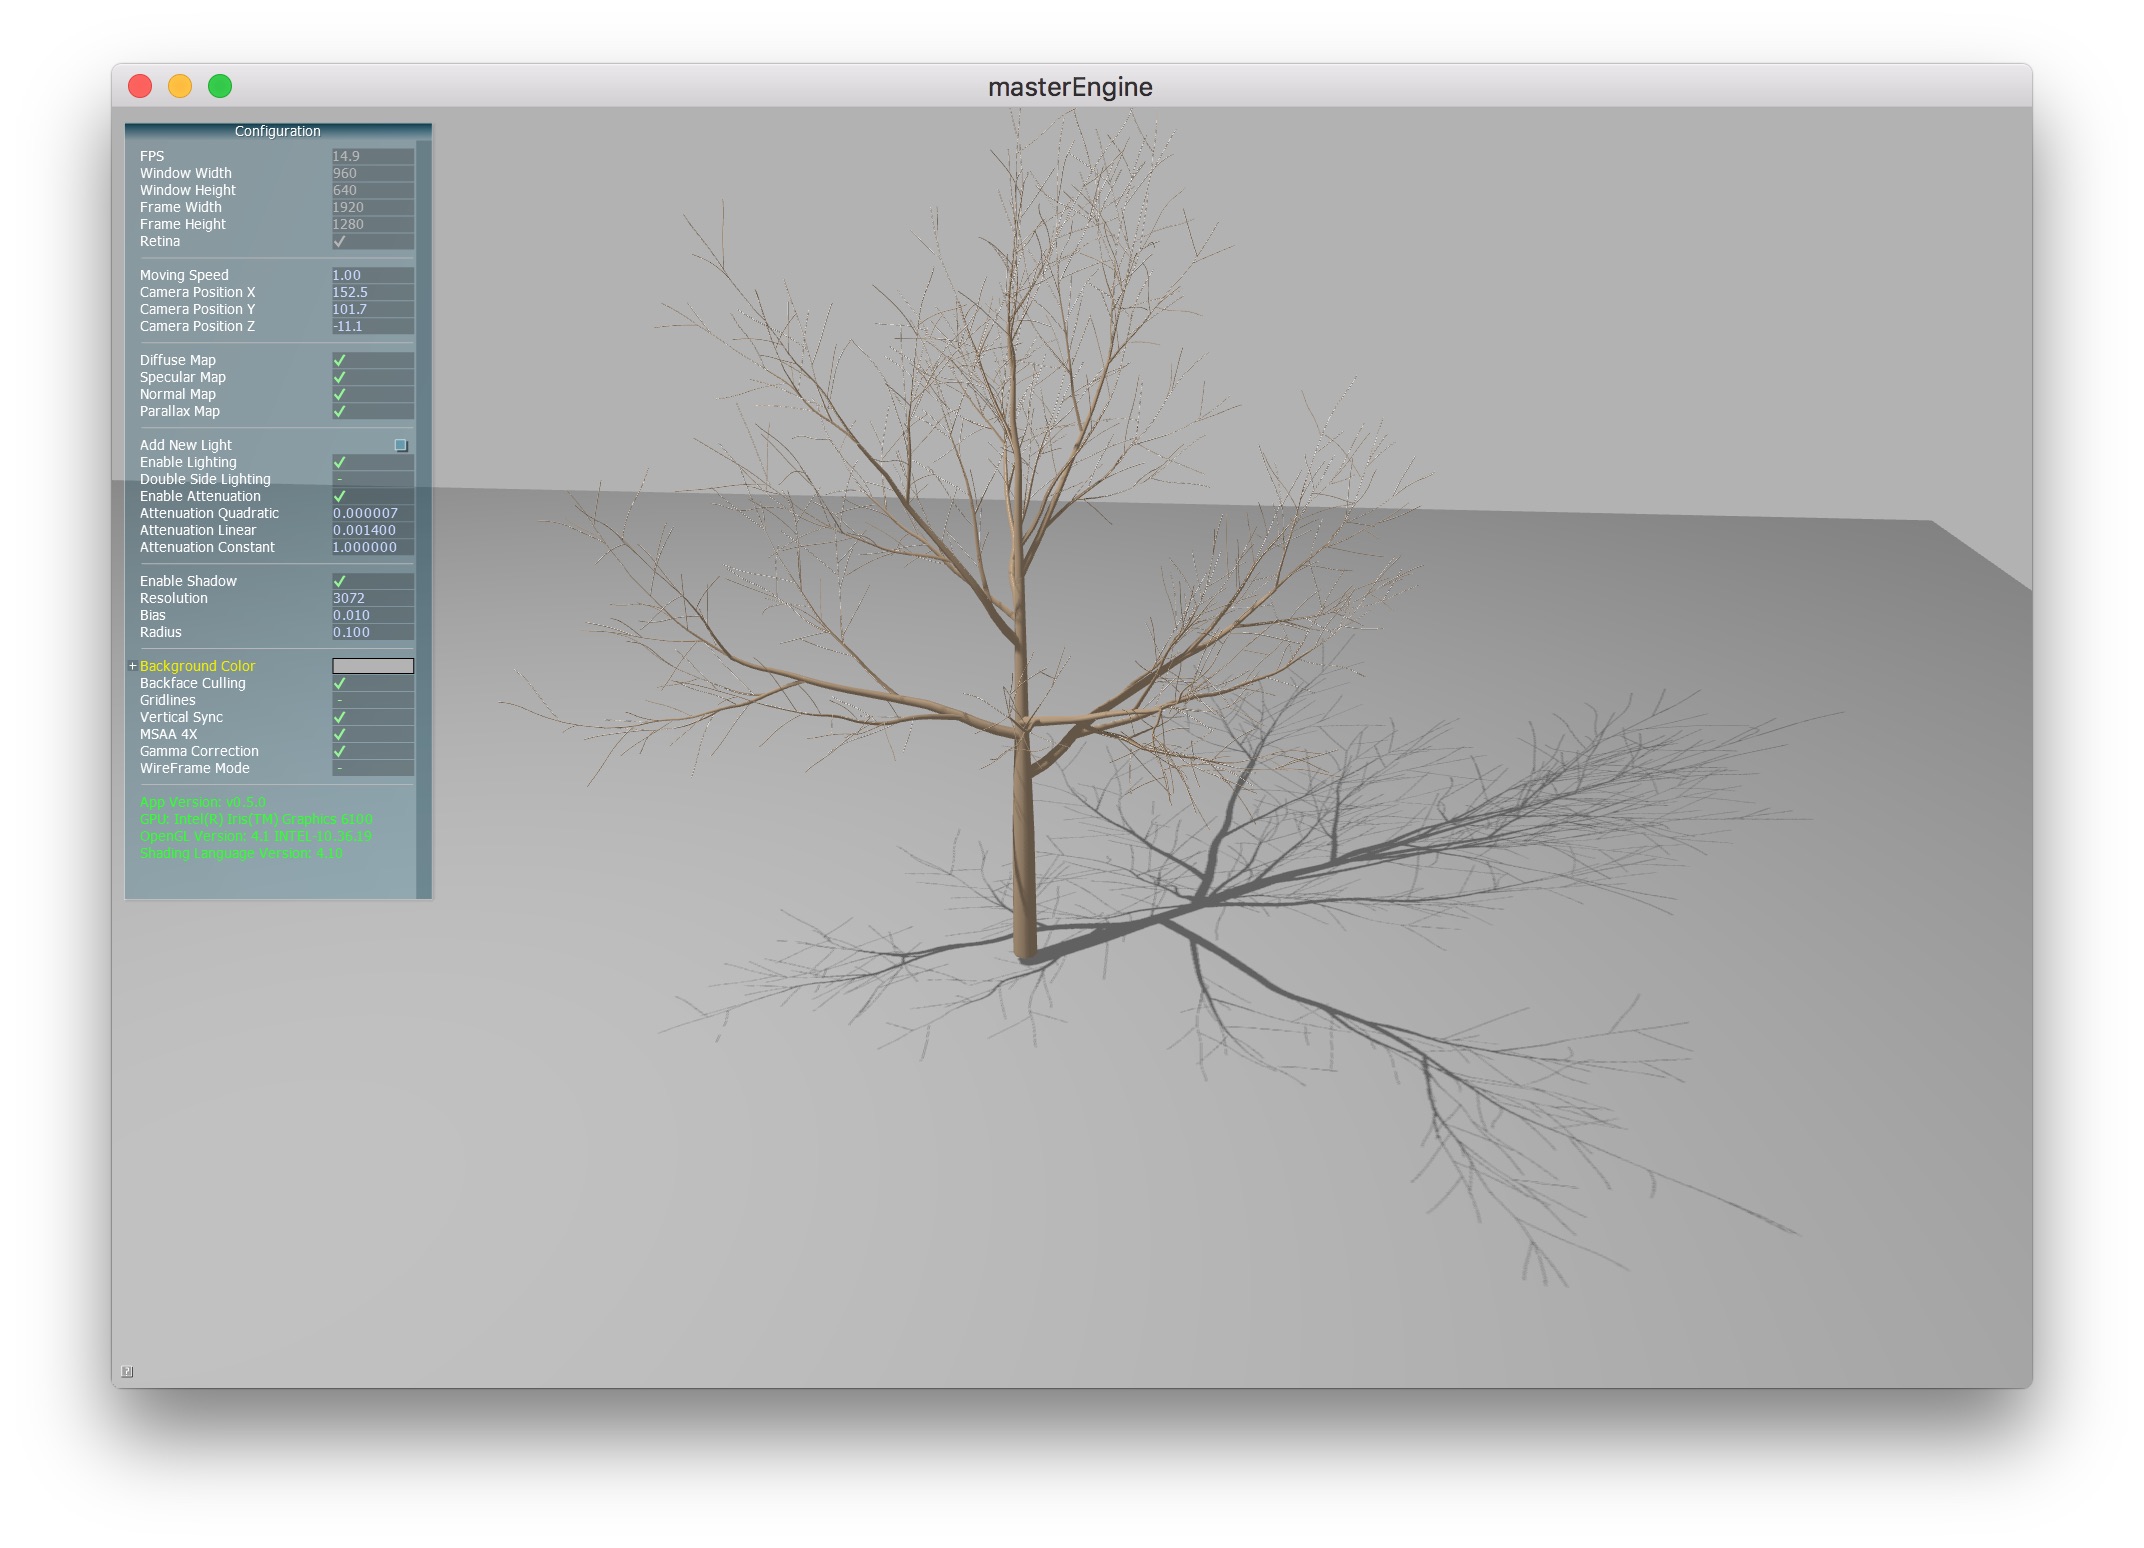 masterEngine
Configuration
FPS 14.9
Window Width 960
Window Height 640
Frame Width 1920
Frame Height 1280
Retina ✓
Moving Speed 1.00
Camera Position X 152.5
Camera Position Y 101.7
Camera Position Z -11.1
Diffuse Map ✓
Specular Map ✓
Normal Map ✓
Parallax Map ✓
Add New Light
Enable Lighting ✓
Double Side Lighting -
Enable Attenuation ✓
Attenuation Quadratic 0.000007
Attenuation Linear 0.001400
Attenuation Constant 1.000000
Enable Shadow ✓
Resolution 3072
Bias 0.010
Radius 0.100
+ Background Color
Backface Culling ✓
Gridlines -
Vertical Sync ✓
MSAA 4X ✓
Gamma Correction ✓
WireFrame Mode -
App Version: v0.5.0
GPU: Intel(R) Iris(TM) Graphics 6100
OpenGL Version: 4.1 INTEL-10.36.19
Shading Language Version: 4.10
?